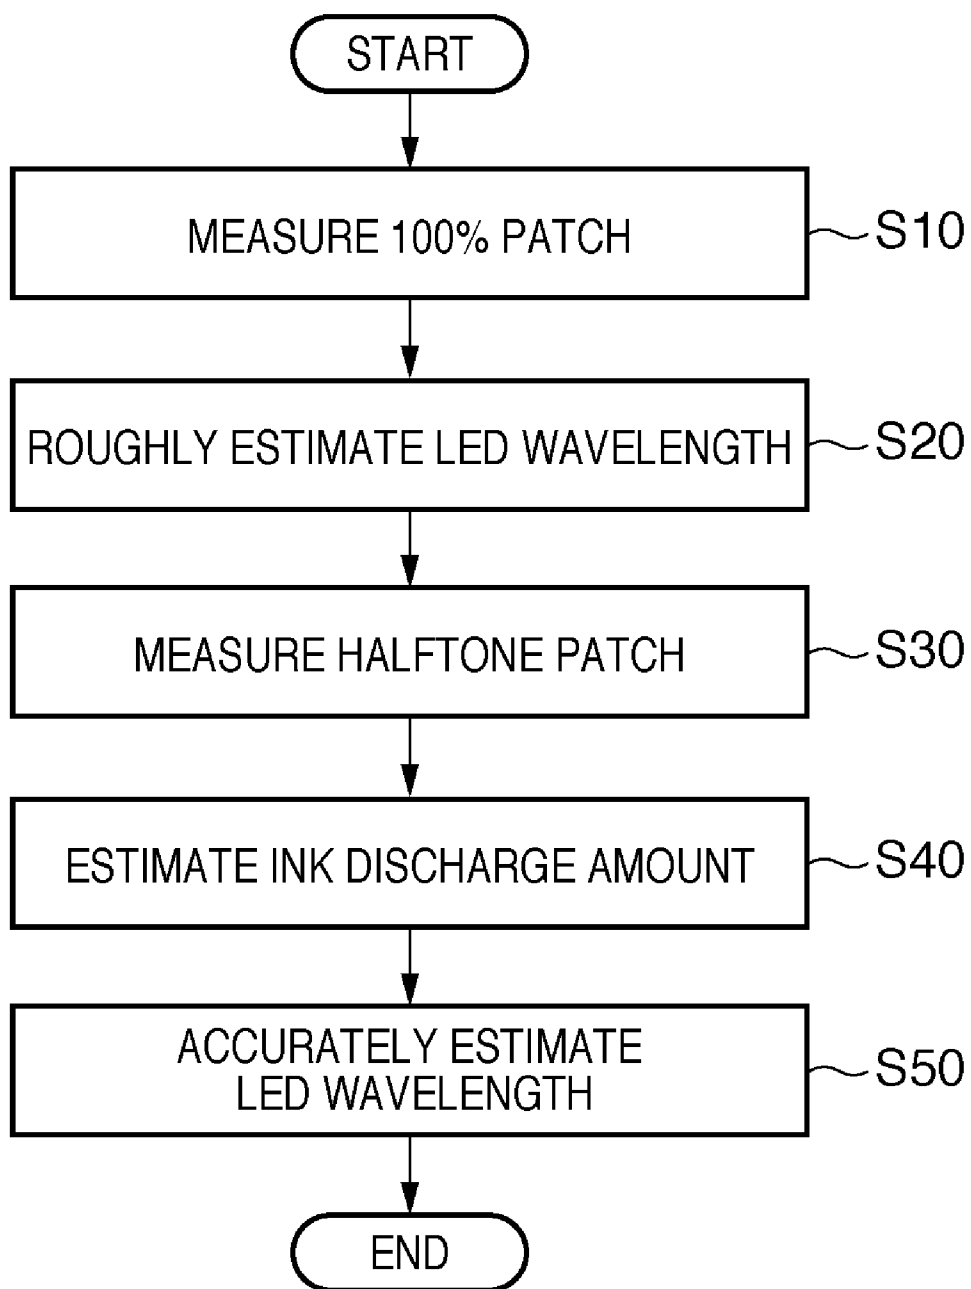 START
MEASURE 100% PATCH
S10
ROUGHLY ESTIMATE LED WAVELENGTH
S20
MEASURE HALFTONE PATCH
S30
ESTIMATE INK DISCHARGE AMOUNT
S40
ACCURATELY ESTIMATE
LED WAVELENGTH
S50
END